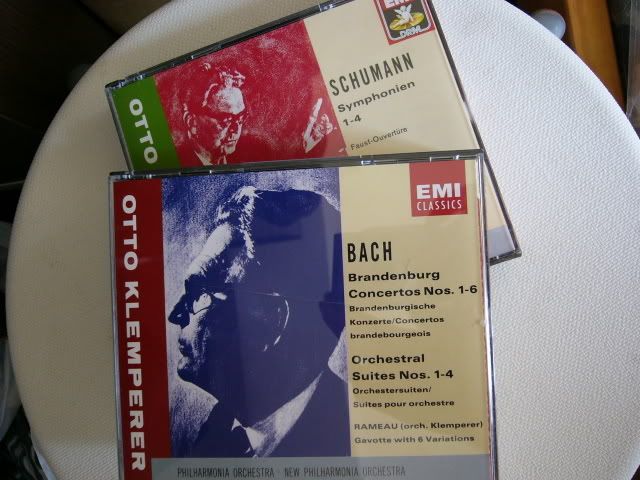 EMI
DRM
OTTO
SCHUMANN
Symphonien
1-4
Faust-Ouvertüre
OTTO KLEMPERER
EMI
CLASSICS
BACH
Brandenburg
Concertos Nos. 1-6
Brandenburgische
Konzerte/Concertos
brandebourgeois
Orchestral
Suites Nos. 1-4
Orchestersuiten/
Suites pour orchestre
RAMEAU (orch. Klemperer)
Gavotte with 6 Variations
PHILHARMONIA ORCHESTRA · NEW PHILHARMONIA ORCHESTRA